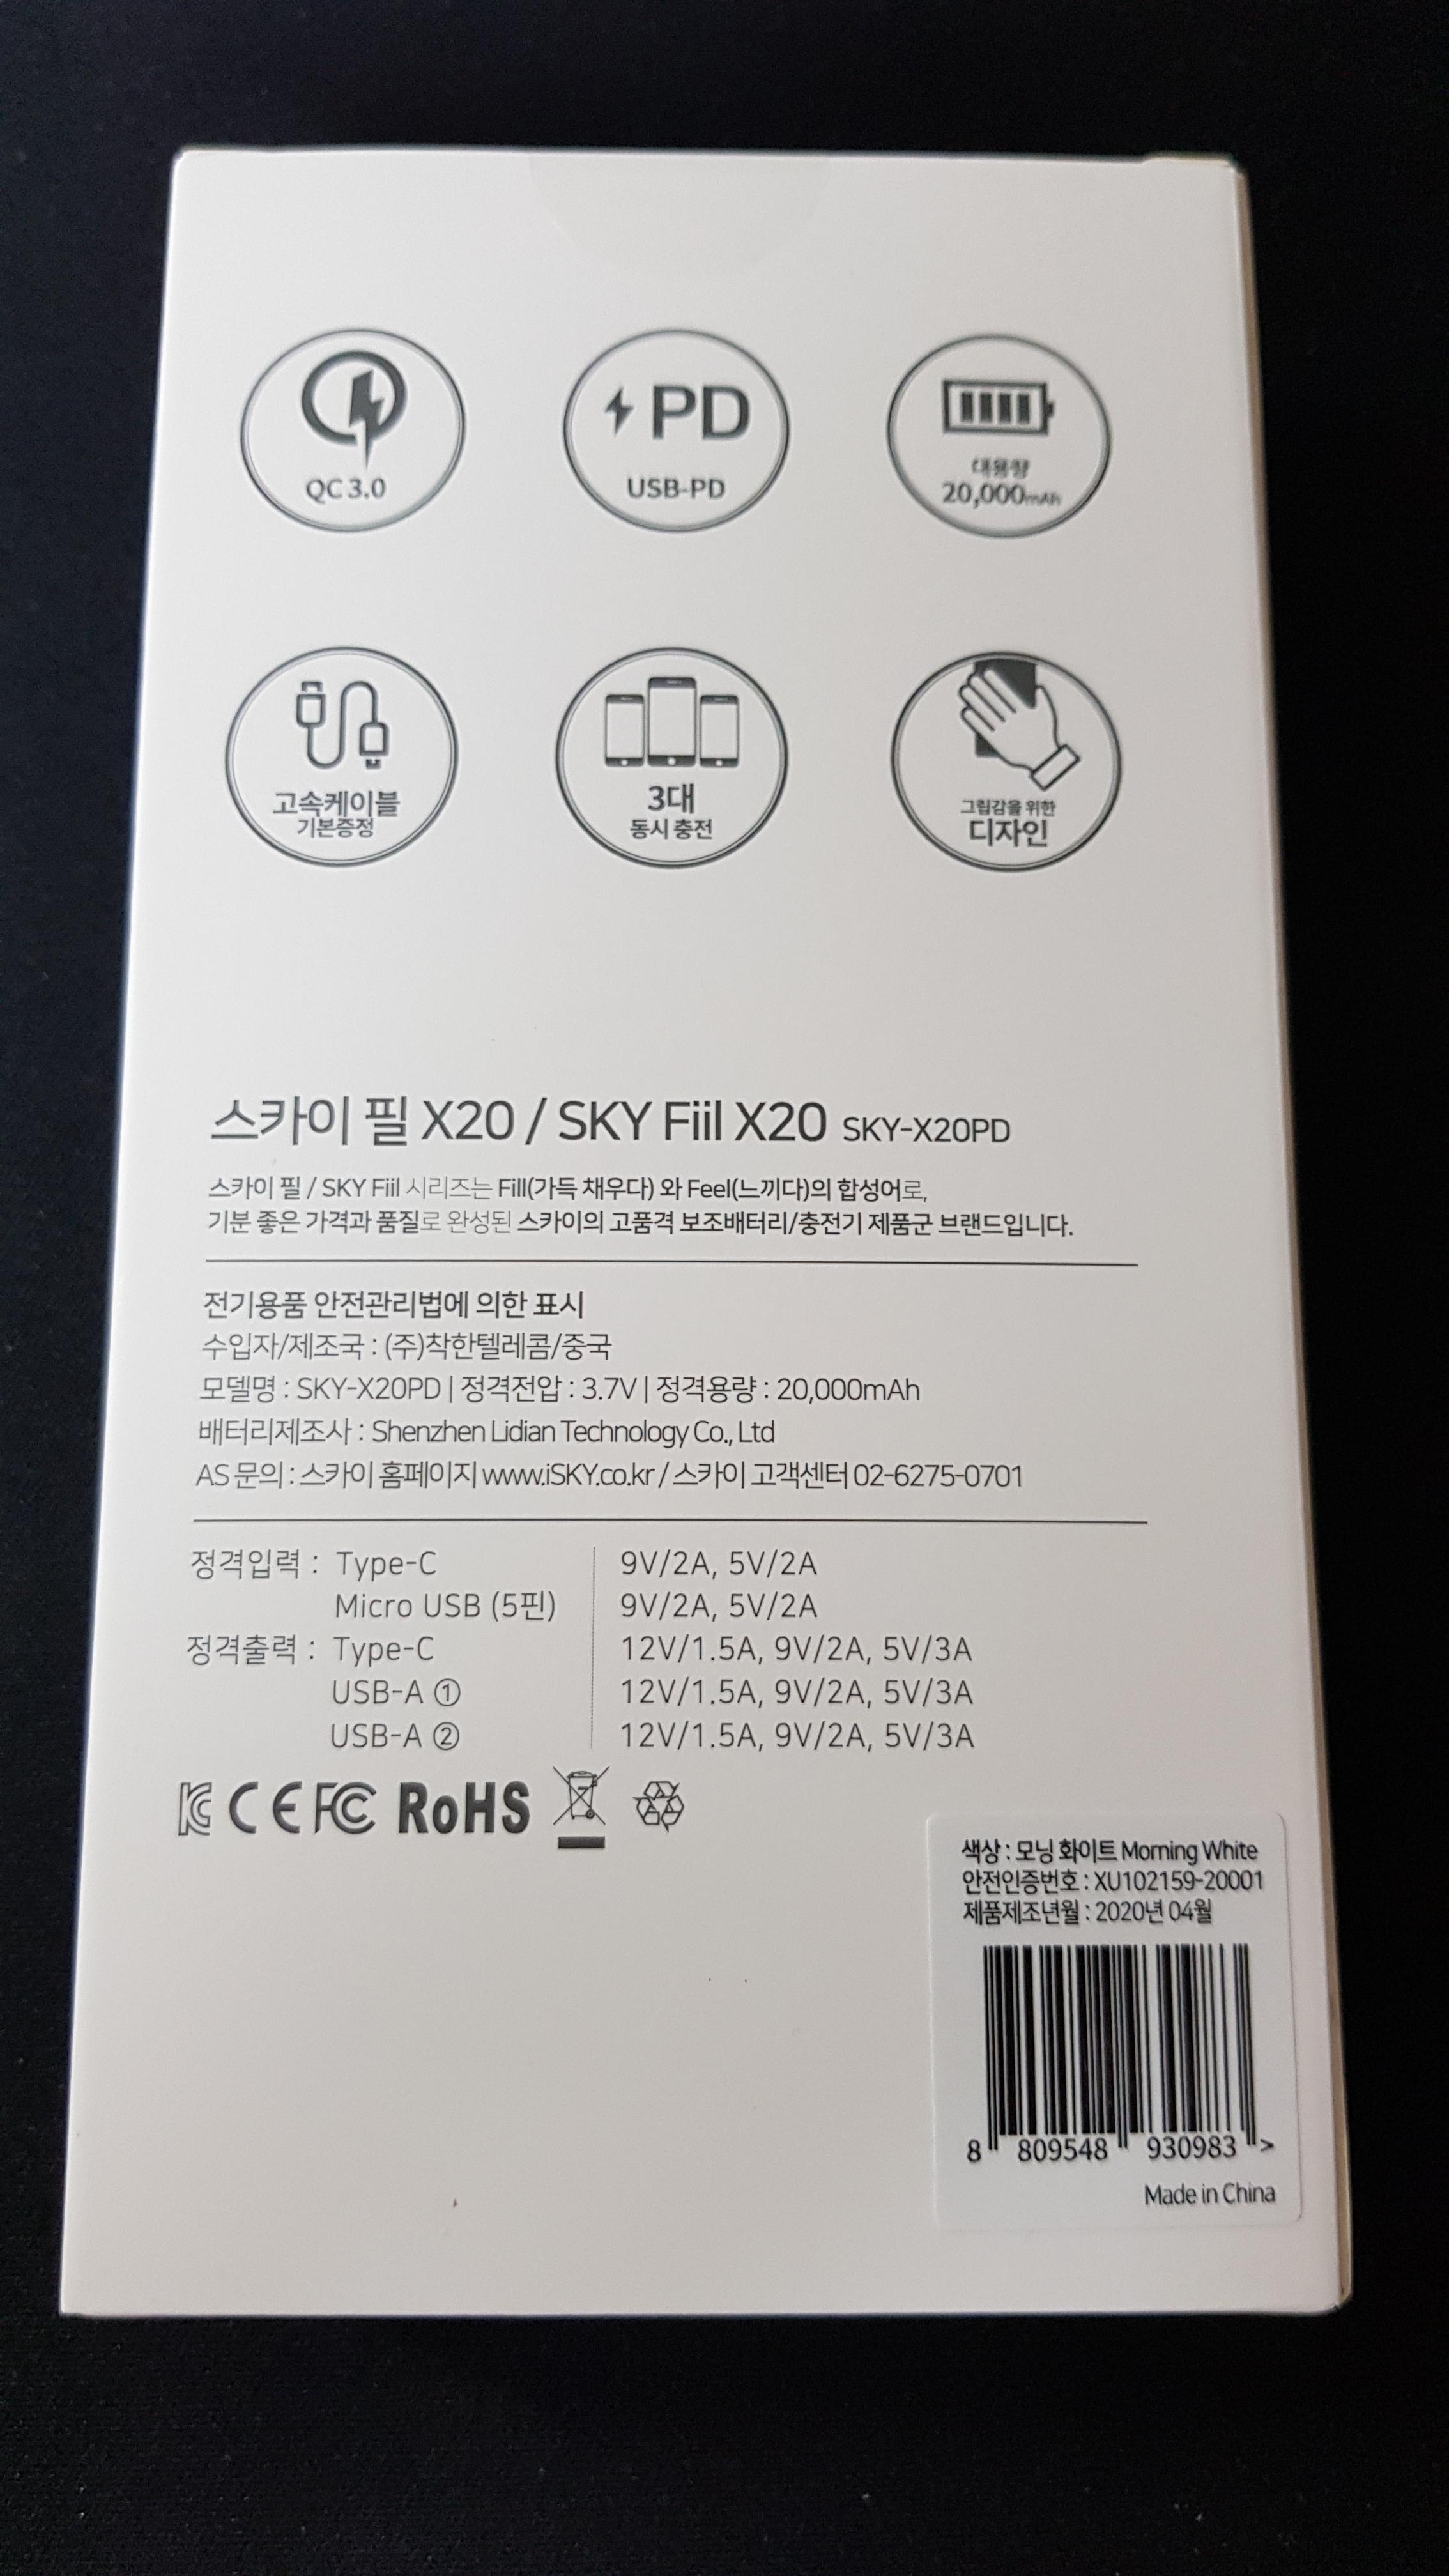 QC 3.0
PD
USB-PD
대용량
20,000mAh
고속케이블
기본증정
3대
동시 충전
그립감을 위한
디자인
스카이 필 X20 / SKY Fiil X20 SKY-X20PD
스카이 필 / SKY Fiil 시리즈는 Fill(가득 채우다) 와 Feel(느끼다)의 합성어로,
기분 좋은 가격과 품질로 완성된 스카이의 고품격 보조배터리/충전기 제품군 브랜드입니다.
전기용품 안전관리법에 의한 표시
수입자/제조국 : (주)착한텔레콤/중국
모델명 : SKY-X20PD | 정격전압 : 3.7V | 정격용량 : 20,000mAh
배터리제조사 : Shenzhen Lidian Technology Co., Ltd
AS 문의 : 스카이 홈페이지 www.iSKY.co.kr / 스카이 고객센터 02-6275-0701
정격입력 : Type-C 9V/2A, 5V/2A
Micro USB (5핀) 9V/2A, 5V/2A
정격출력 : Type-C 12V/1.5A, 9V/2A, 5V/3A
USB-A ① 12V/1.5A, 9V/2A, 5V/3A
USB-A ② 12V/1.5A, 9V/2A, 5V/3A
KC CE FC RoHS
색상 : 모닝 화이트 Morning White
안전인증번호 : XU102159-20001
제품제조년월 : 2020년 04월
8 809548 930983 >
Made in China